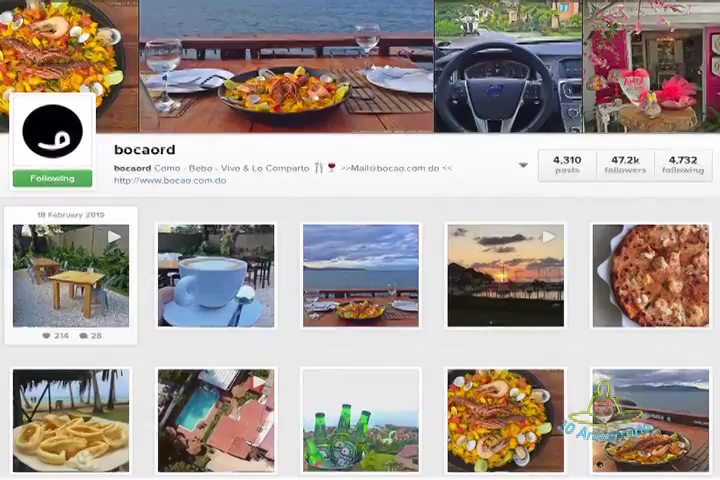 bocaord
bocaord Como - Bebo - Vivo & Lo Comparto >>Mail@bocao.com.do <<
http://www.bocao.com.do
Following
4,310
posts
47.2k
followers
4,732
following
18 February 2015
214 28